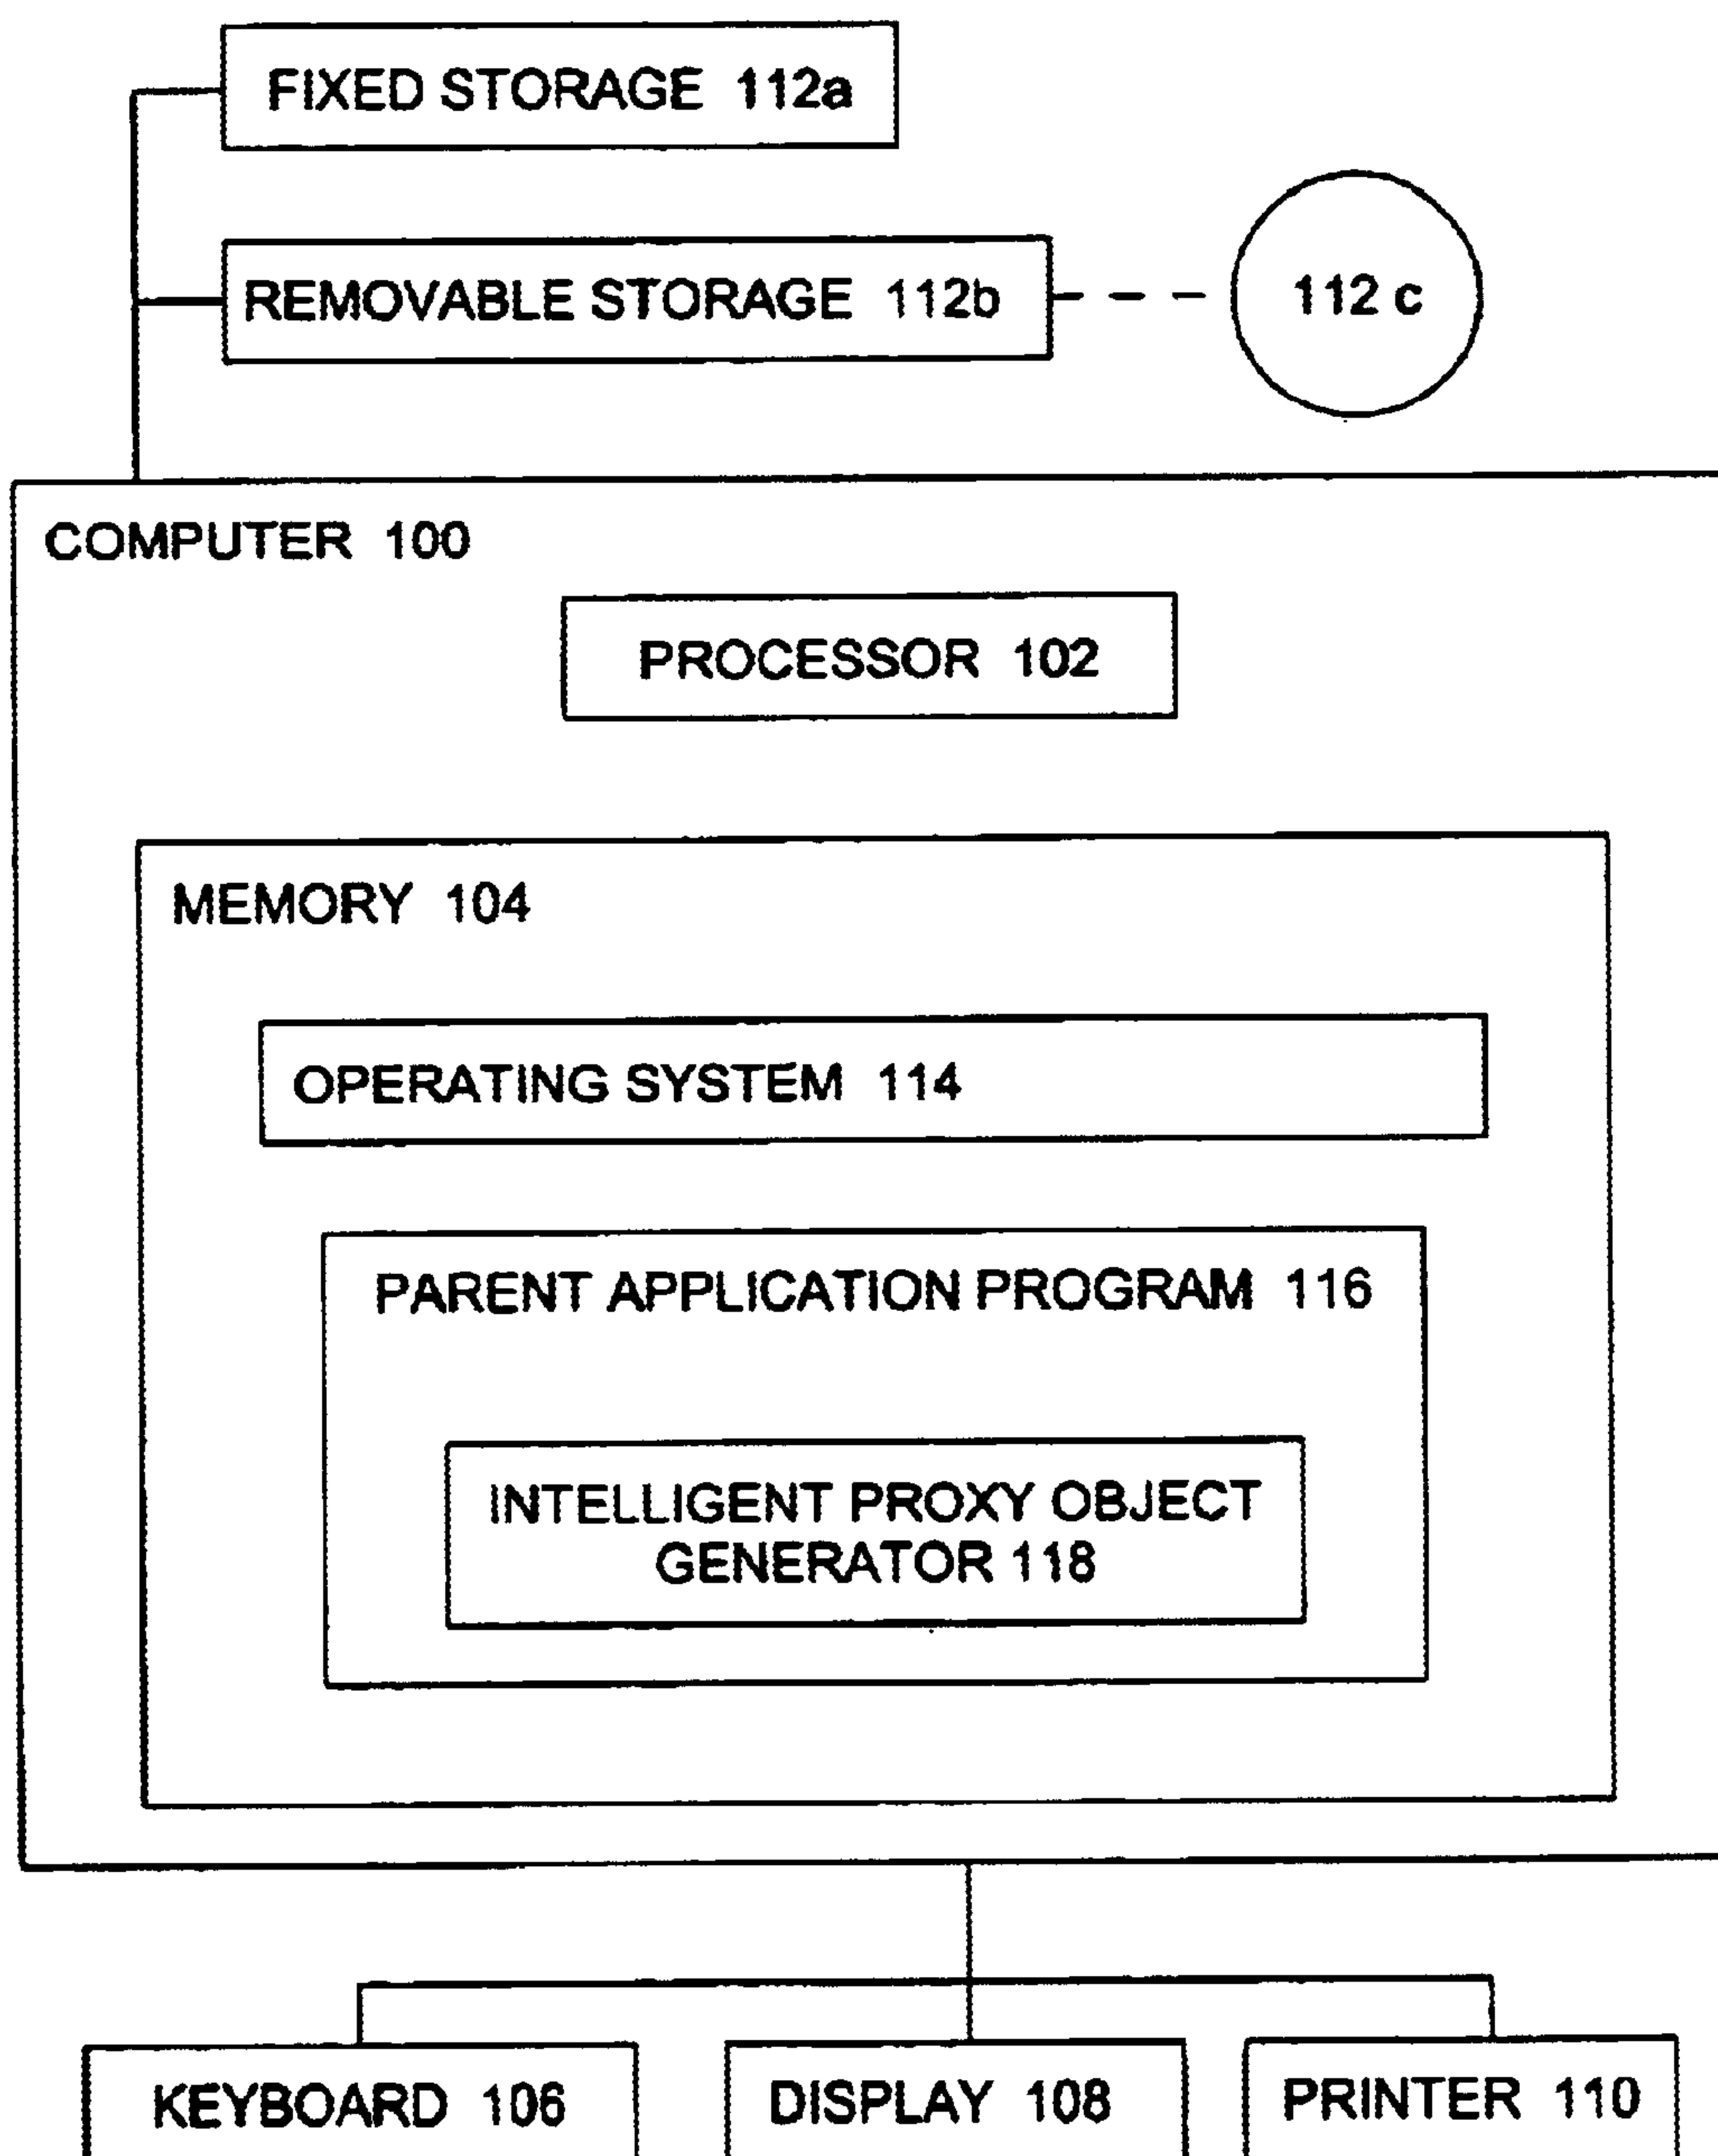 FIXED STORAGE 112a
REMOVABLE STORAGE 112b
112 c
COMPUTER 100
PROCESSOR 102
MEMORY 104
OPERATING SYSTEM 114
PARENT APPLICATION PROGRAM 116
INTELLIGENT PROXY OBJECT
GENERATOR 118
KEYBOARD 106
DISPLAY 108
PRINTER 110